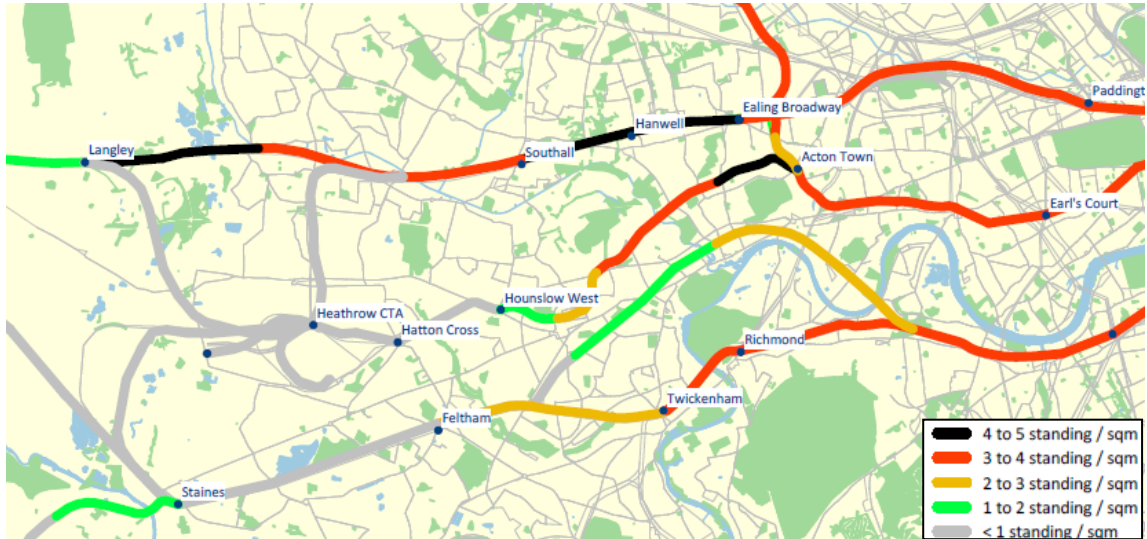 Ealing Broadway
Paddingt
Hanwell
Langley
Southall
Acton Town
Earl's Court
Hounslow West
Heathrow CTA
Hatton Cross
Richmond
Twickenham
Feltham
Staines
4 to 5 standing / sqm
3 to 4 standing / sqm
2 to 3 standing / sqm
1 to 2 standing / sqm
< 1 standing / sqm